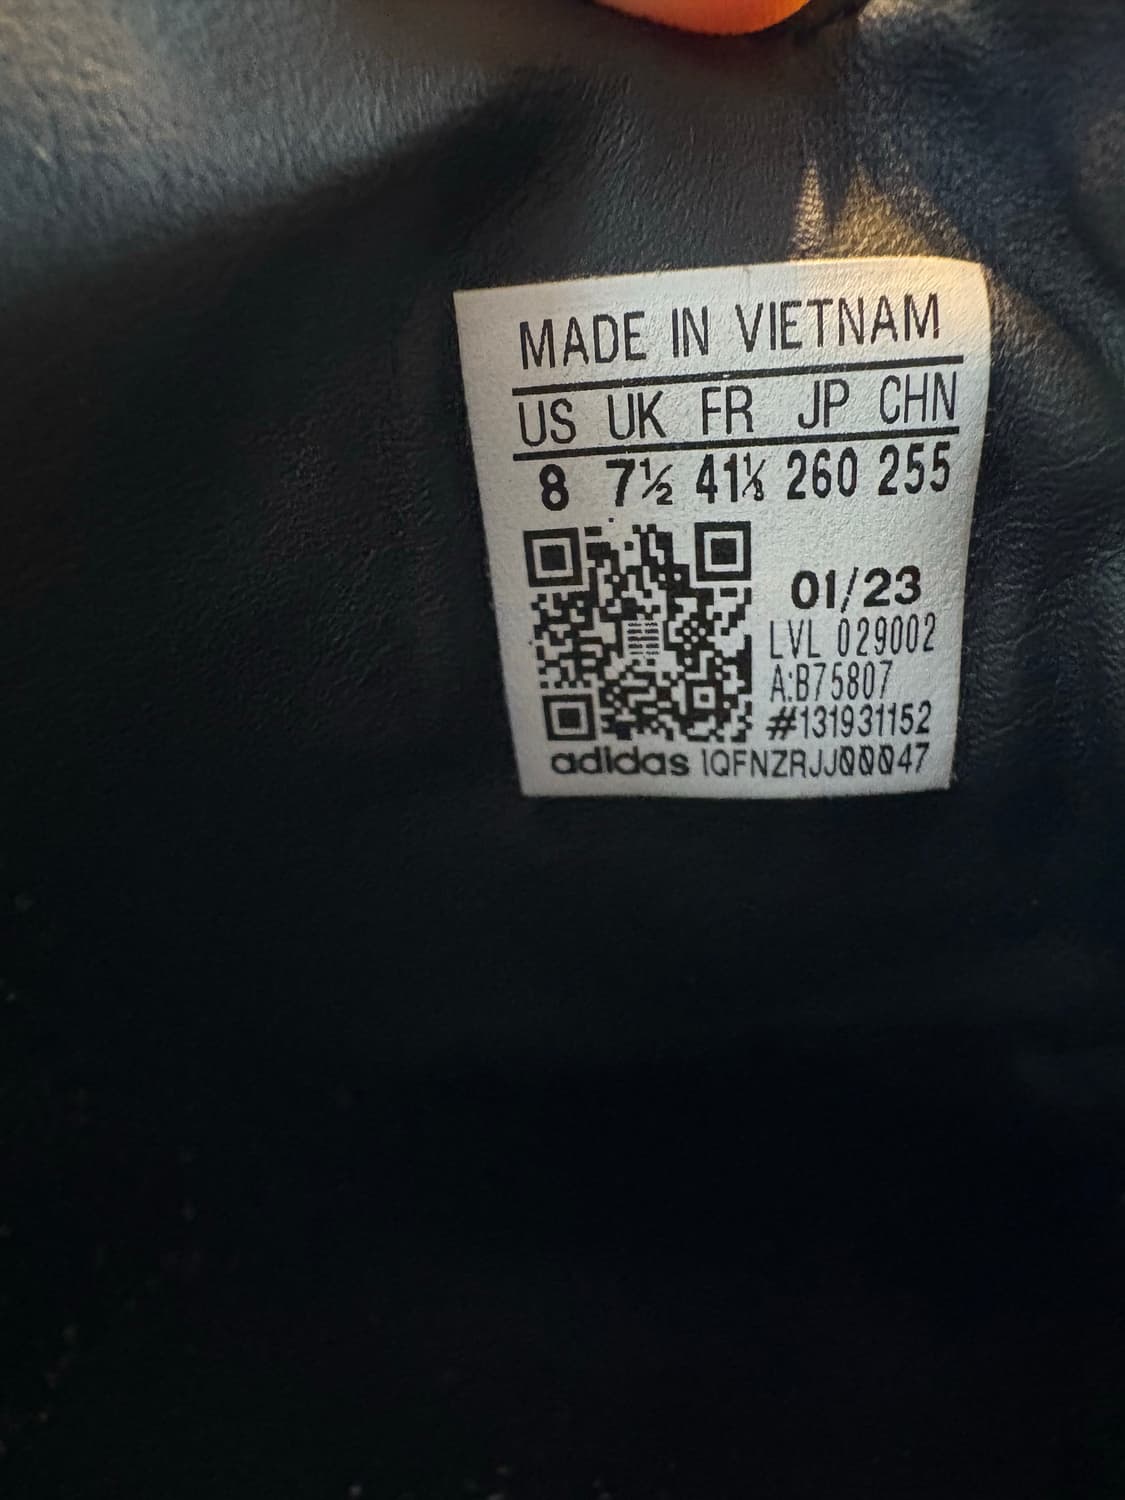 MADE IN VIETNAM
US UK FR JP CHN
8 7½ 41⅓ 260 255
01/23
LVL 029002
A:B75807
#131931152
adidas 1QFNZRJJ00047